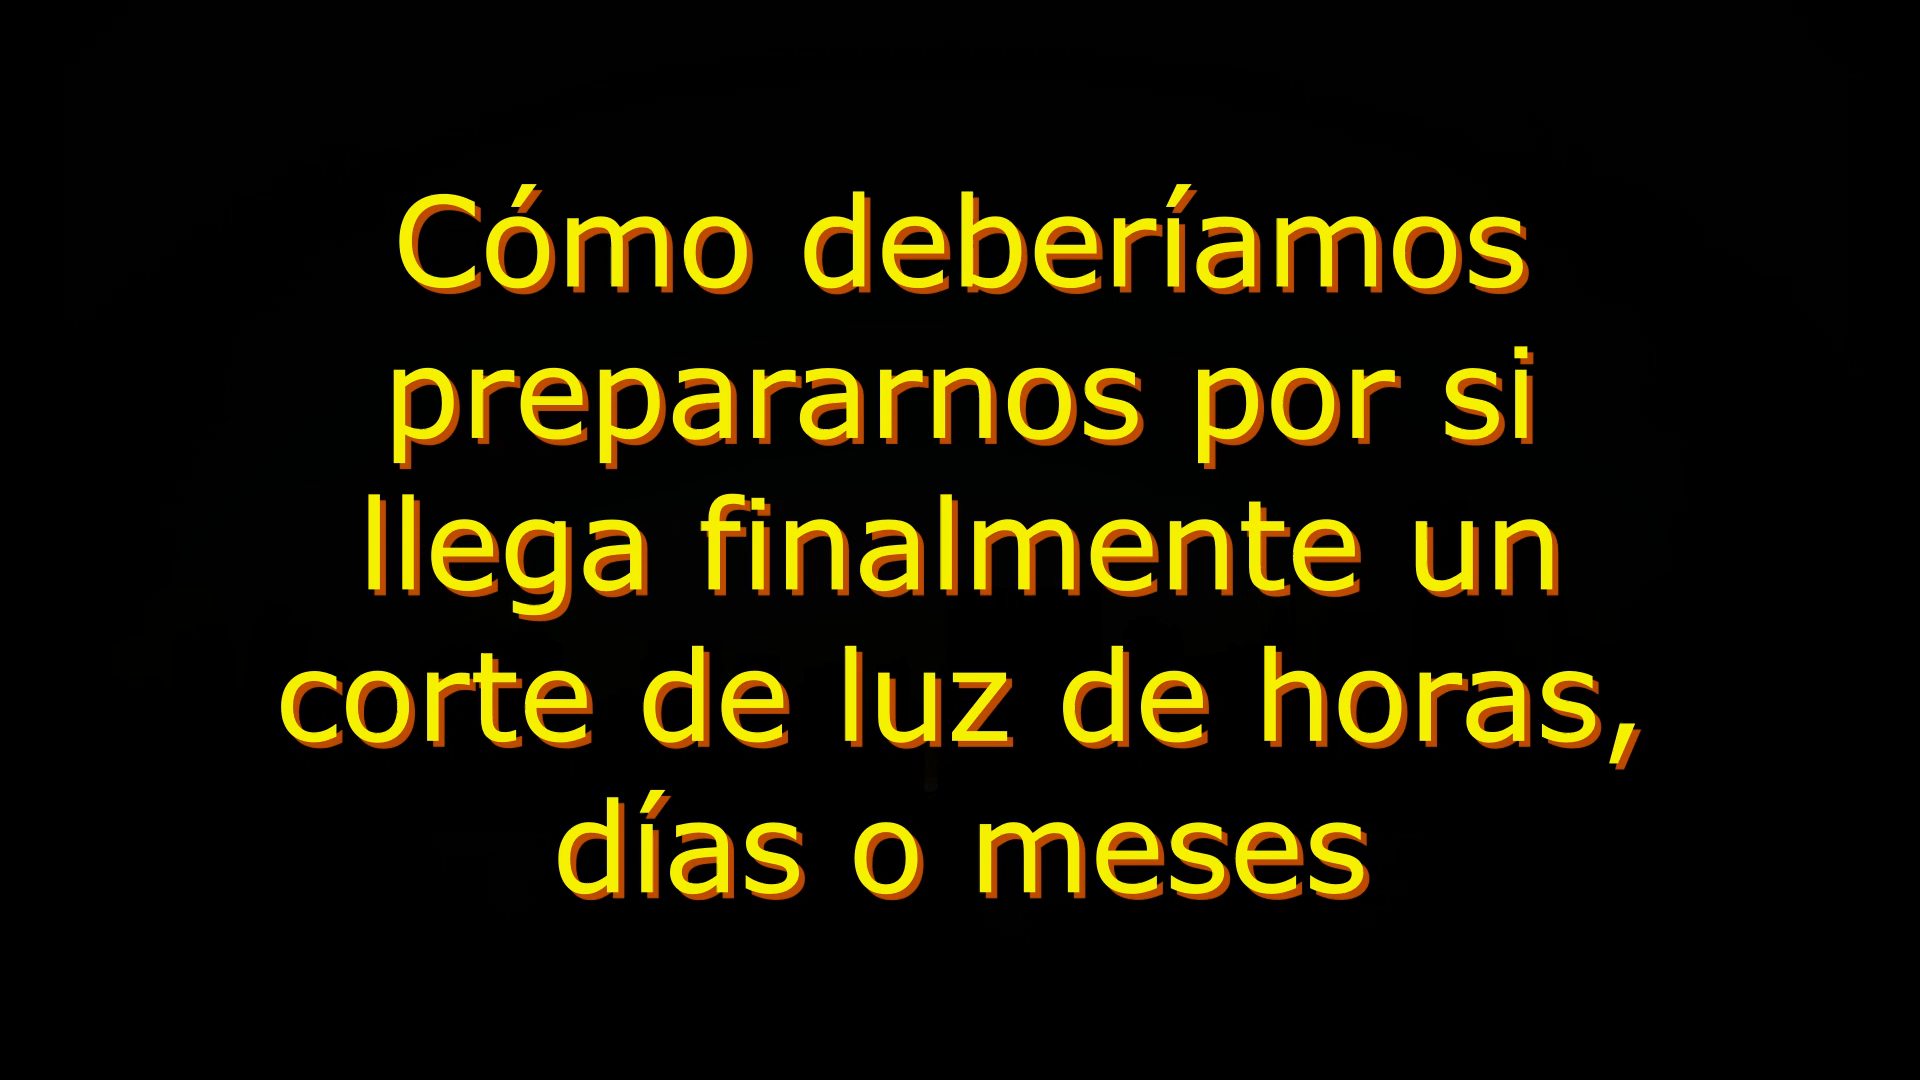 Cómo deberíamos
prepararnos por si
llega finalmente un
corte de luz de horas,
días o meses